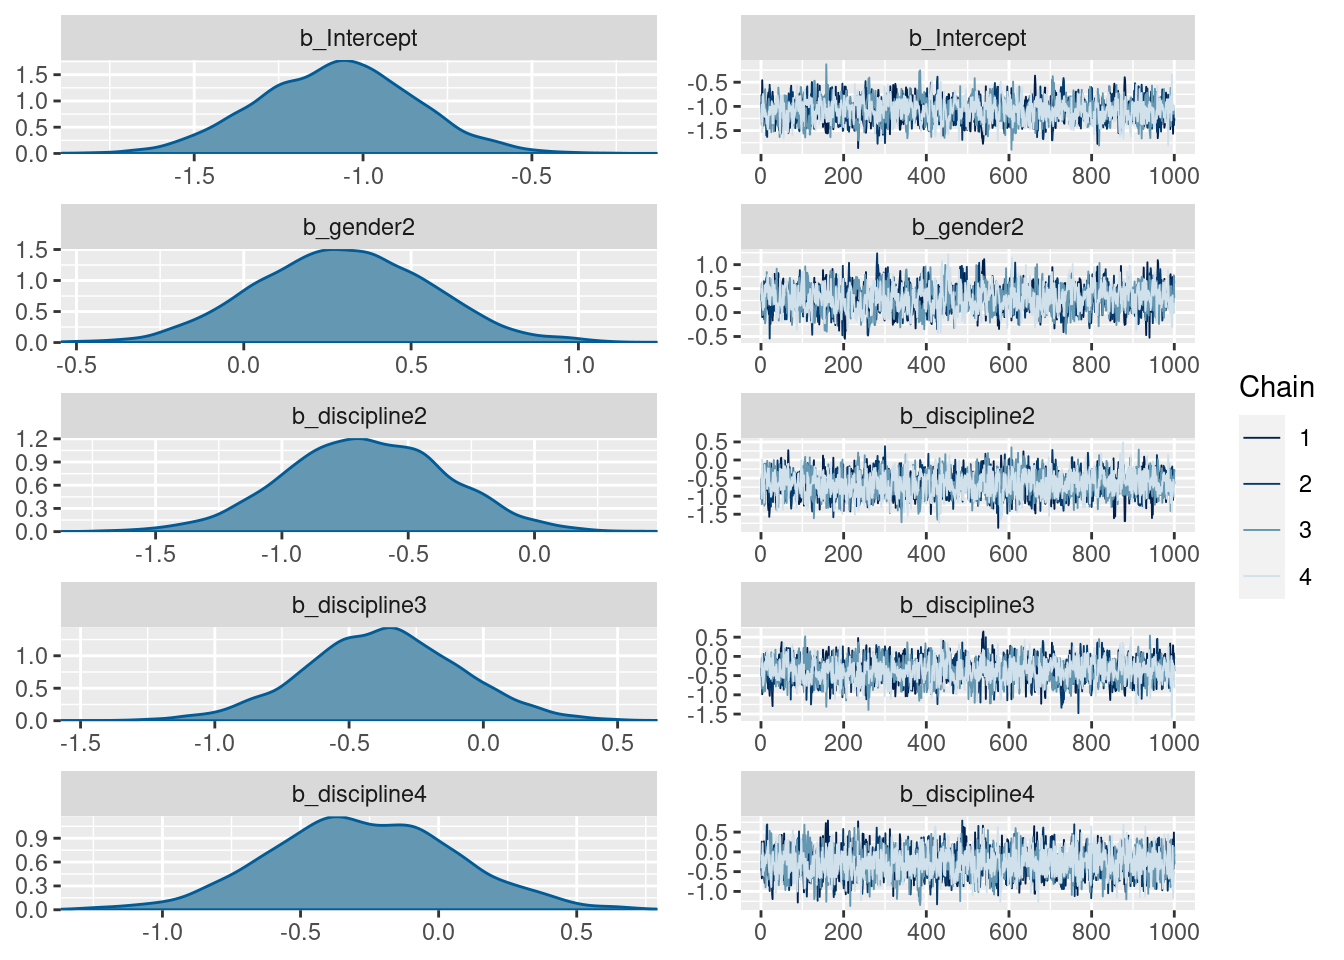 b_Intercept b_Intercept
1.5
1.0
0.5
0.0
-1.5 -1.0 -0.5
-0.5
-1.0
-1.5
0 200 400 600 800 1000
b_gender2 b_gender2
1.5
1.0
0.5
0.0
-0.5 0.0 0.5 1.0
1.0
0.5
0.0
-0.5
0 200 400 600 800 1000
b_discipline2 b_discipline2
1.2
0.9
0.6
0.3
0.0
-1.5 -1.0 -0.5 0.0
0.5
0.0
-0.5
-1.0
-1.5
0 200 400 600 800 1000
b_discipline3 b_discipline3
1.0
0.5
0.0
-1.5 -1.0 -0.5 0.0 0.5
0.5
0.0
-0.5
-1.0
-1.5
0 200 400 600 800 1000
b_discipline4 b_discipline4
0.9
0.6
0.3
0.0
-1.0 -0.5 0.0 0.5
0.5
0.0
-0.5
-1.0
0 200 400 600 800 1000
Chain
1
2
3
4